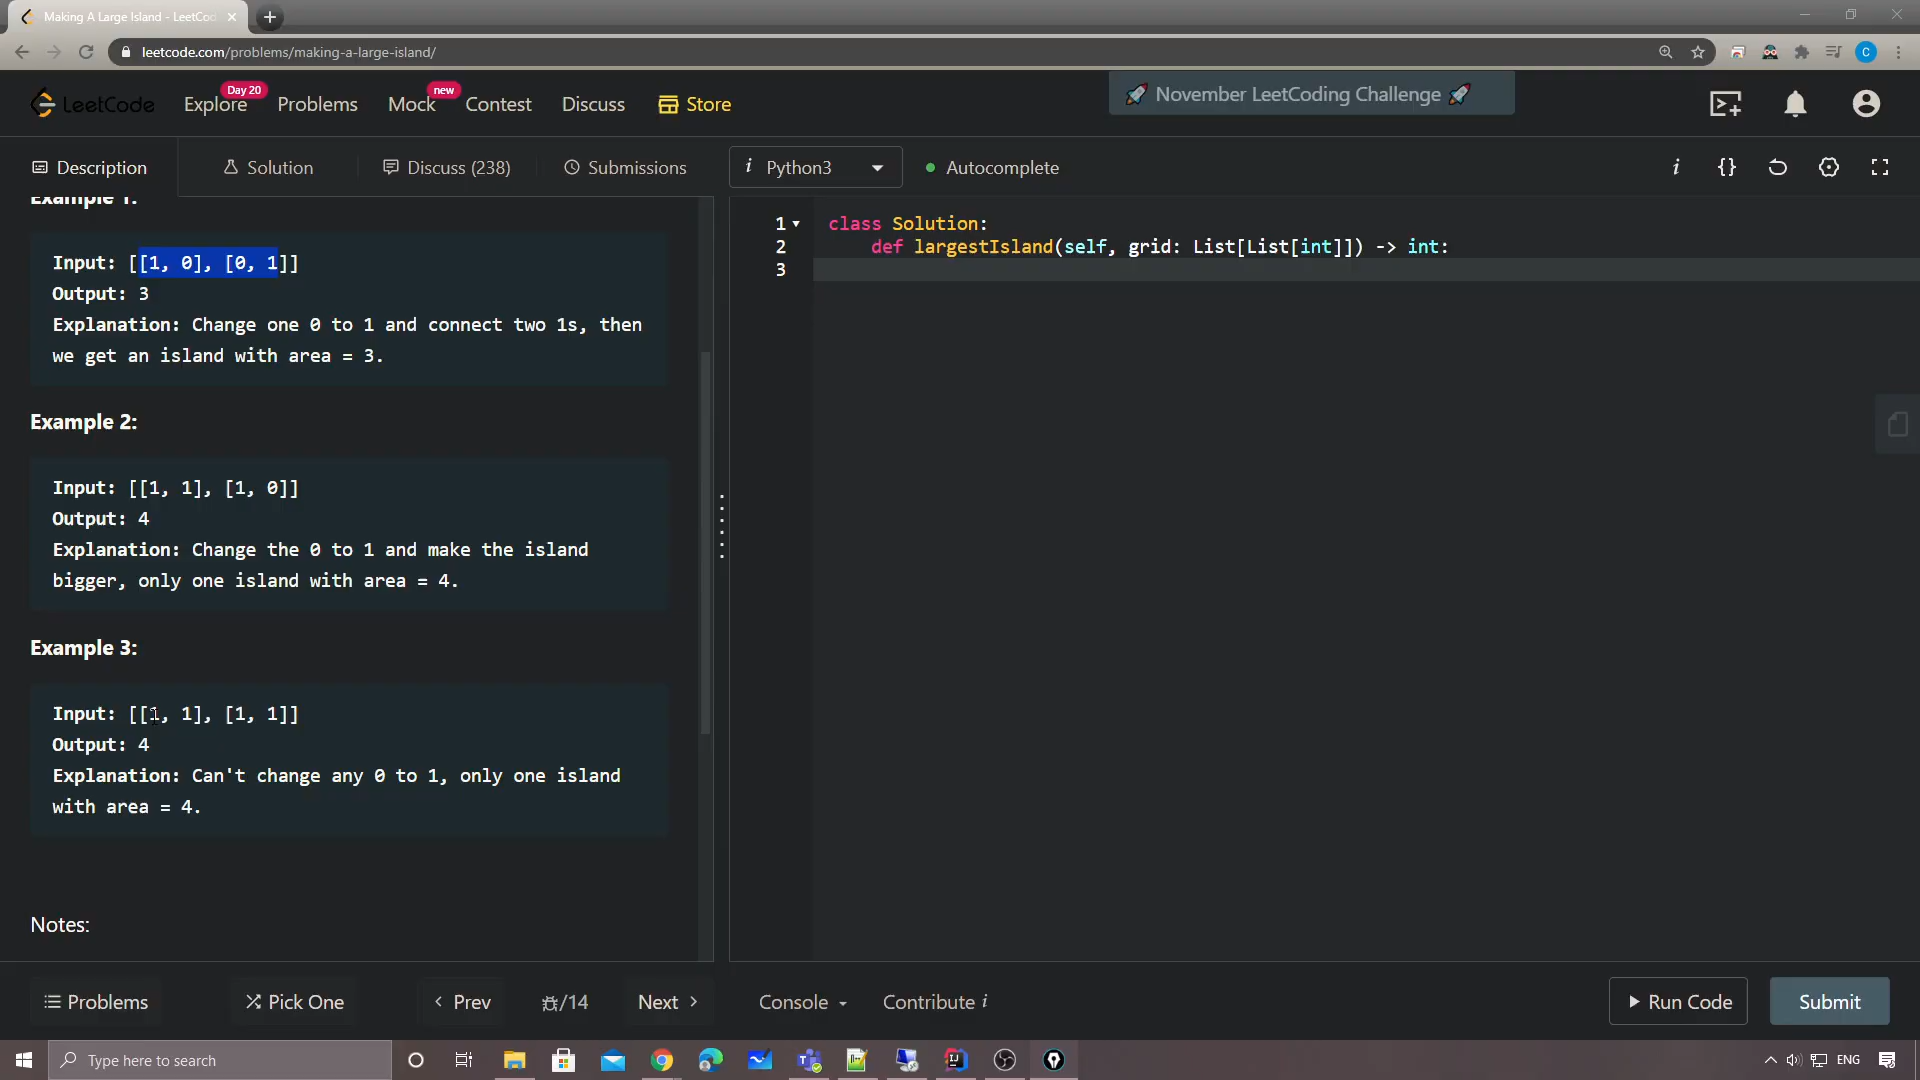 Making A Large Island - LeetCo
leetcode.com/problems/making-a-large-island/
C
LeetCode
Explore
Day 20
Problems
Mock
new
Contest
Discuss
Store
🚀 November LeetCoding Challenge 🚀
Description
Solution
Discuss (238)
Submissions
i Python3
Autocomplete
i
{}
Example 1:
Input: [[1, 0], [0, 1]]
Output: 3
Explanation: Change one 0 to 1 and connect two 1s, then
we get an island with area = 3.
Example 2:
Input: [[1, 1], [1, 0]]
Output: 4
Explanation: Change the 0 to 1 and make the island
bigger, only one island with area = 4.
Example 3:
Input: [[1, 1], [1, 1]]
Output: 4
Explanation: Can't change any 0 to 1, only one island
with area = 4.
Notes:
1 class Solution:
2 def largestIsland(self, grid: List[List[int]]) -> int:
3
Problems
Pick One
Prev
/14
Next
Console
Contribute i
Run Code
Submit
Type here to search
ENG